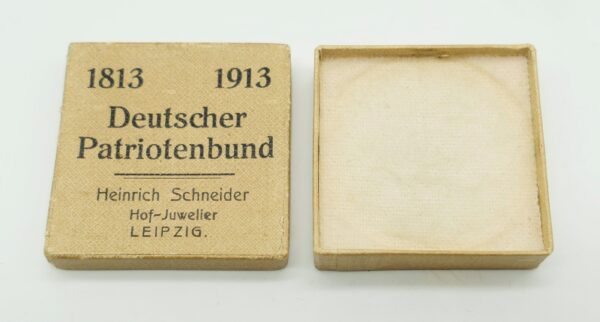 1813 1913
Deutscher
Patriotenbund
Heinrich Schneider
Hof-Juwelier
LEIPZIG.